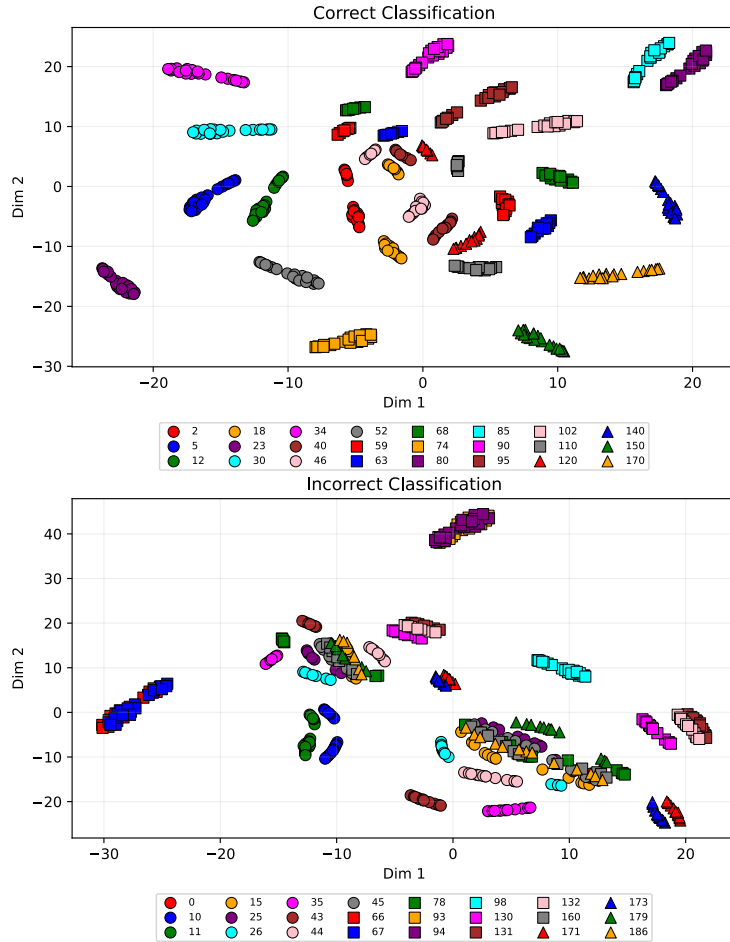 Correct Classification
20
10
0
−10
−20
−30
Dim 2
−20 −10 0 10 20
Dim 1
2 18 34 52 68 85 102 140
5 23 40 59 74 90 110 150
12 30 46 63 80 95 120 170
Incorrect Classification
40
30
20
10
0
−10
−20
Dim 2
−30 −20 −10 0 10 20
Dim 1
0 15 35 45 78 98 132 173
10 25 43 66 93 130 160 179
11 26 44 67 94 131 171 186